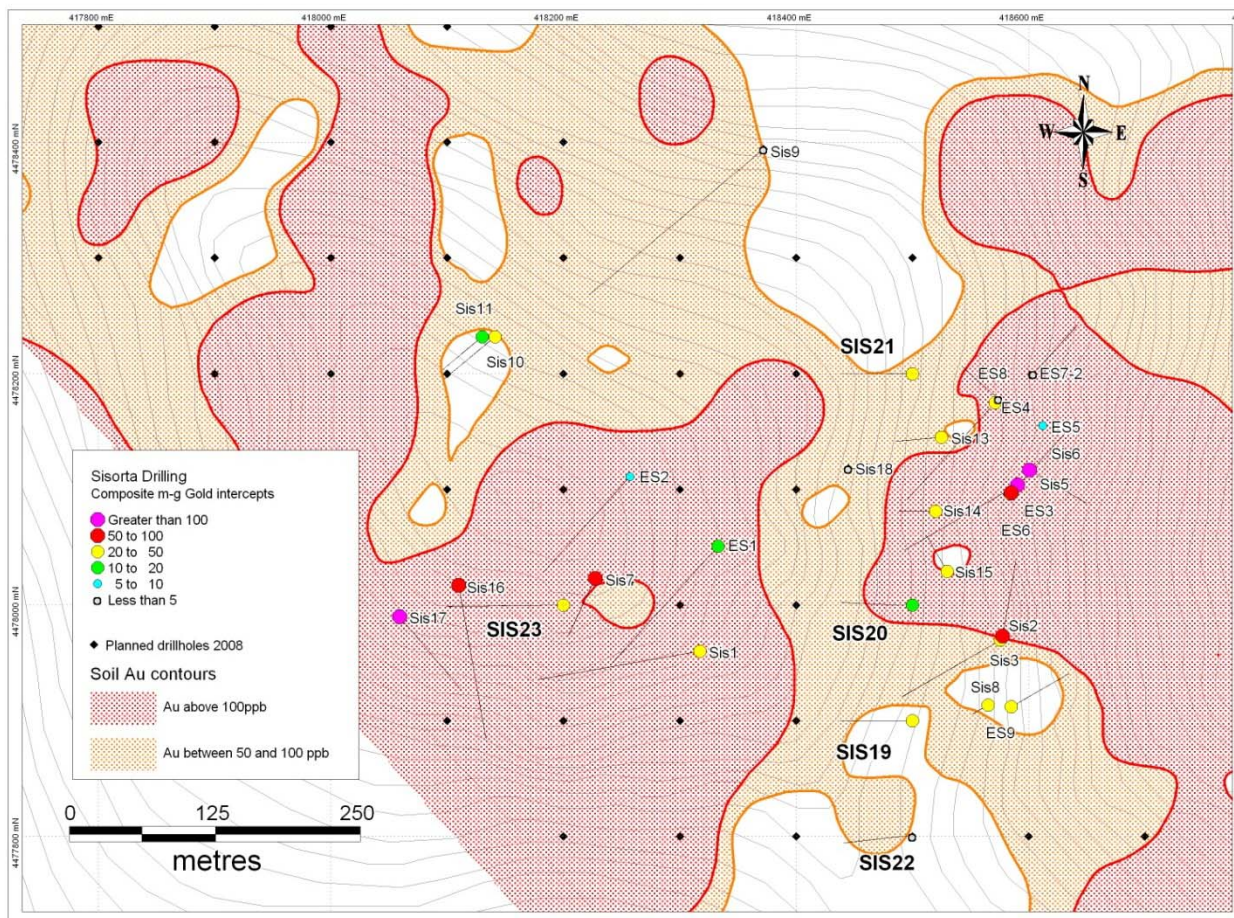 417800 mE
418000 mE
418200 mE
418400 mE
418600 mE
4478400 mN
4478200 mN
4478000 mN
4477800 mN
N
W E
S
Sis9
Sis11
Sis10
SIS21
ES8
ES7-2
ES4
ES5
Sis13
Sis6
Sis18
Sis5
ES2
Sis14
ES3
ES6
ES1
Sis15
Sis16
Sis7
Sis17
SIS23
SIS20
Sis2
Sis1
Sis3
Sis8
ES9
SIS19
SIS22
Sisorta Drilling
Composite m-g Gold intercepts
Greater than 100
50 to 100
20 to 50
10 to 20
5 to 10
Less than 5
Planned drillholes 2008
Soil Au contours
Au above 100ppb
Au between 50 and 100 ppb
0 125 250
metres